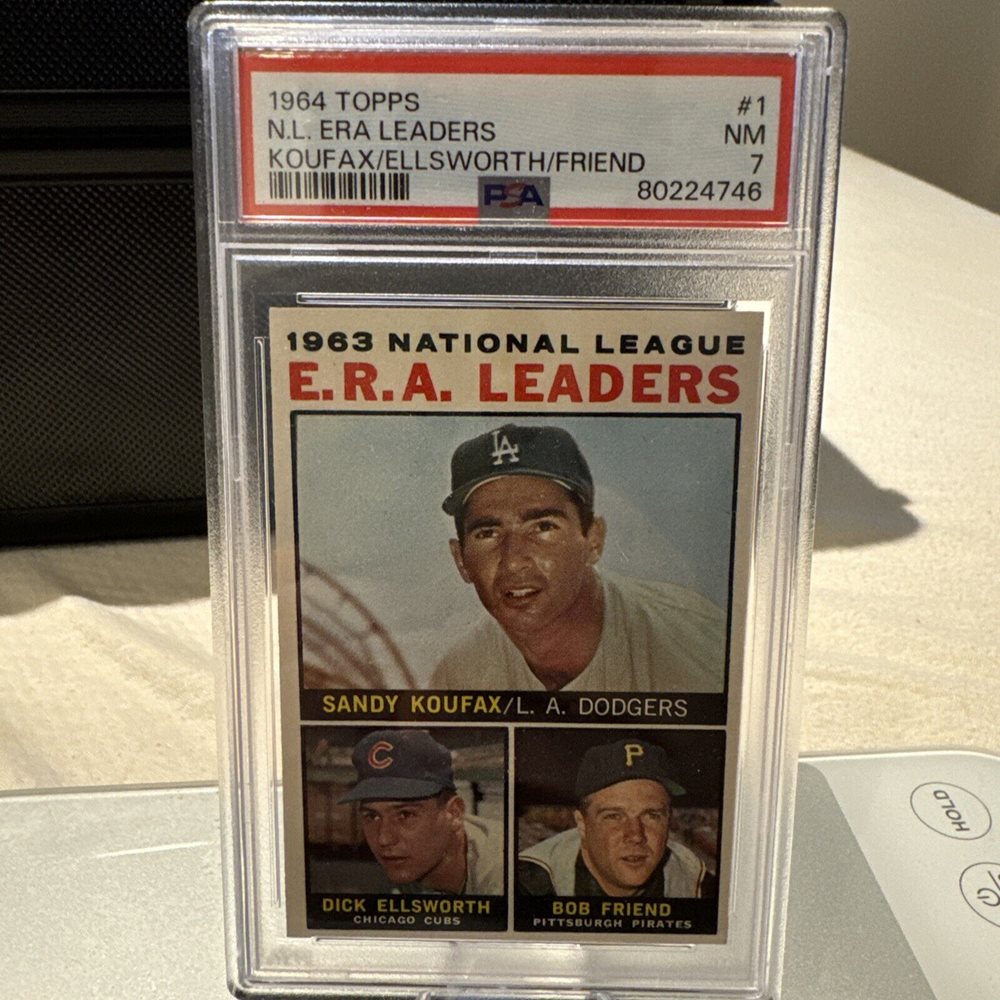 1964 TOPPS #1
N.L. ERA LEADERS NM
KOUFAX/ELLSWORTH/FRIEND 7
PSA 80224746
1963 NATIONAL LEAGUE
E.R.A. LEADERS
LA
SANDY KOUFAX/L. A. DODGERS
C P
DICK ELLSWORTH BOB FRIEND
CHICAGO CUBS PITTSBURGH PIRATES
HOLD